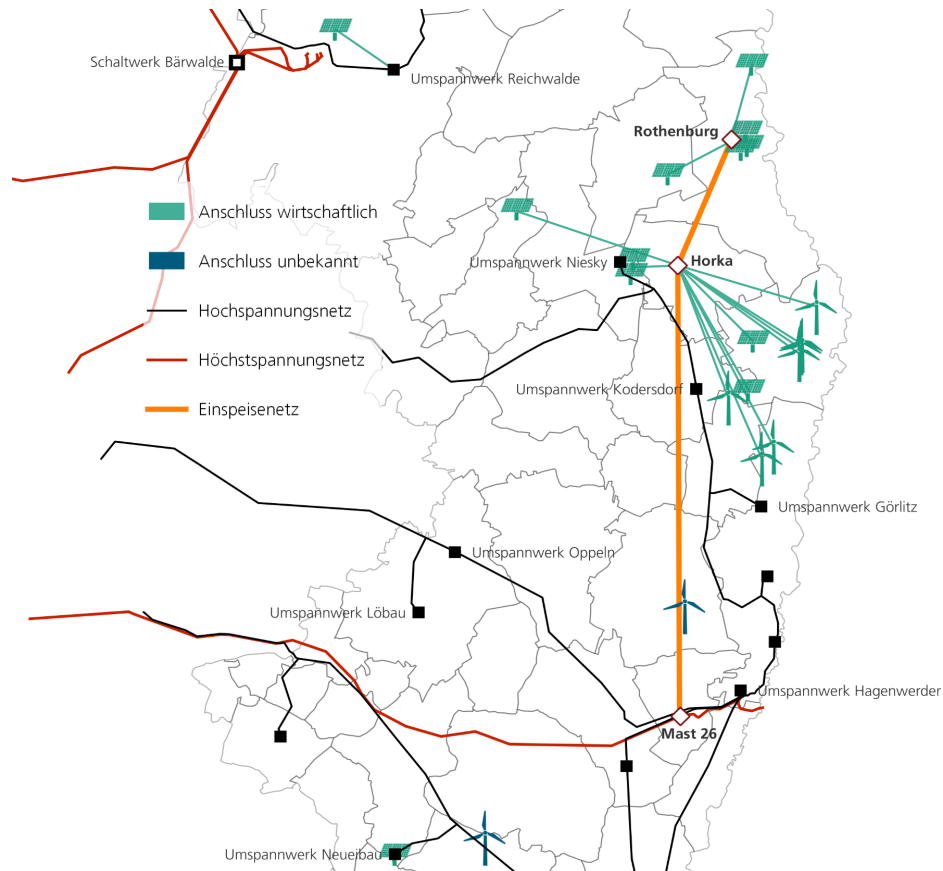 Schaltwerk Bärwalde
Umspannwerk Reichwalde
Rothenburg
Anschluss wirtschaftlich
Anschluss unbekannt
Umspannwerk Niesky
Horka
Hochspannungsnetz
Höchstspannungsnetz
Umspannwerk Kodersdorf
Einspeisenetz
Umspannwerk Görlitz
Umspannwerk Oppeln
Umspannwerk Löbau
Umspannwerk Hagenwerder
Mast 26
Umspannwerk Neueibau